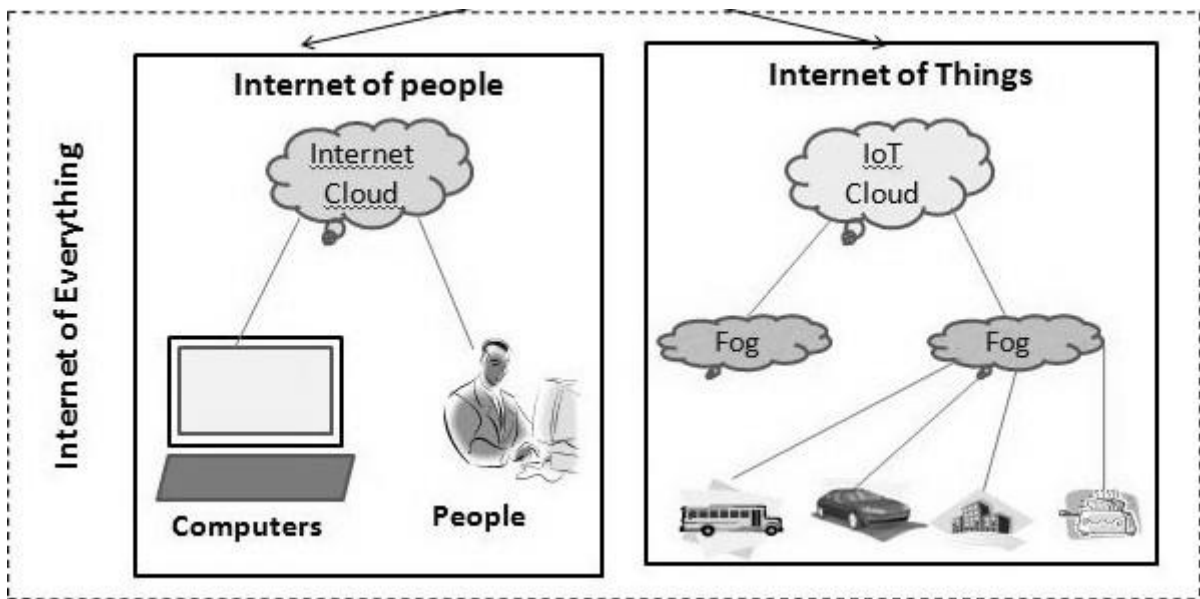 Internet of Everything
Internet of people
Internet
Cloud
Computers
People
Internet of Things
IoT
Cloud
Fog
Fog